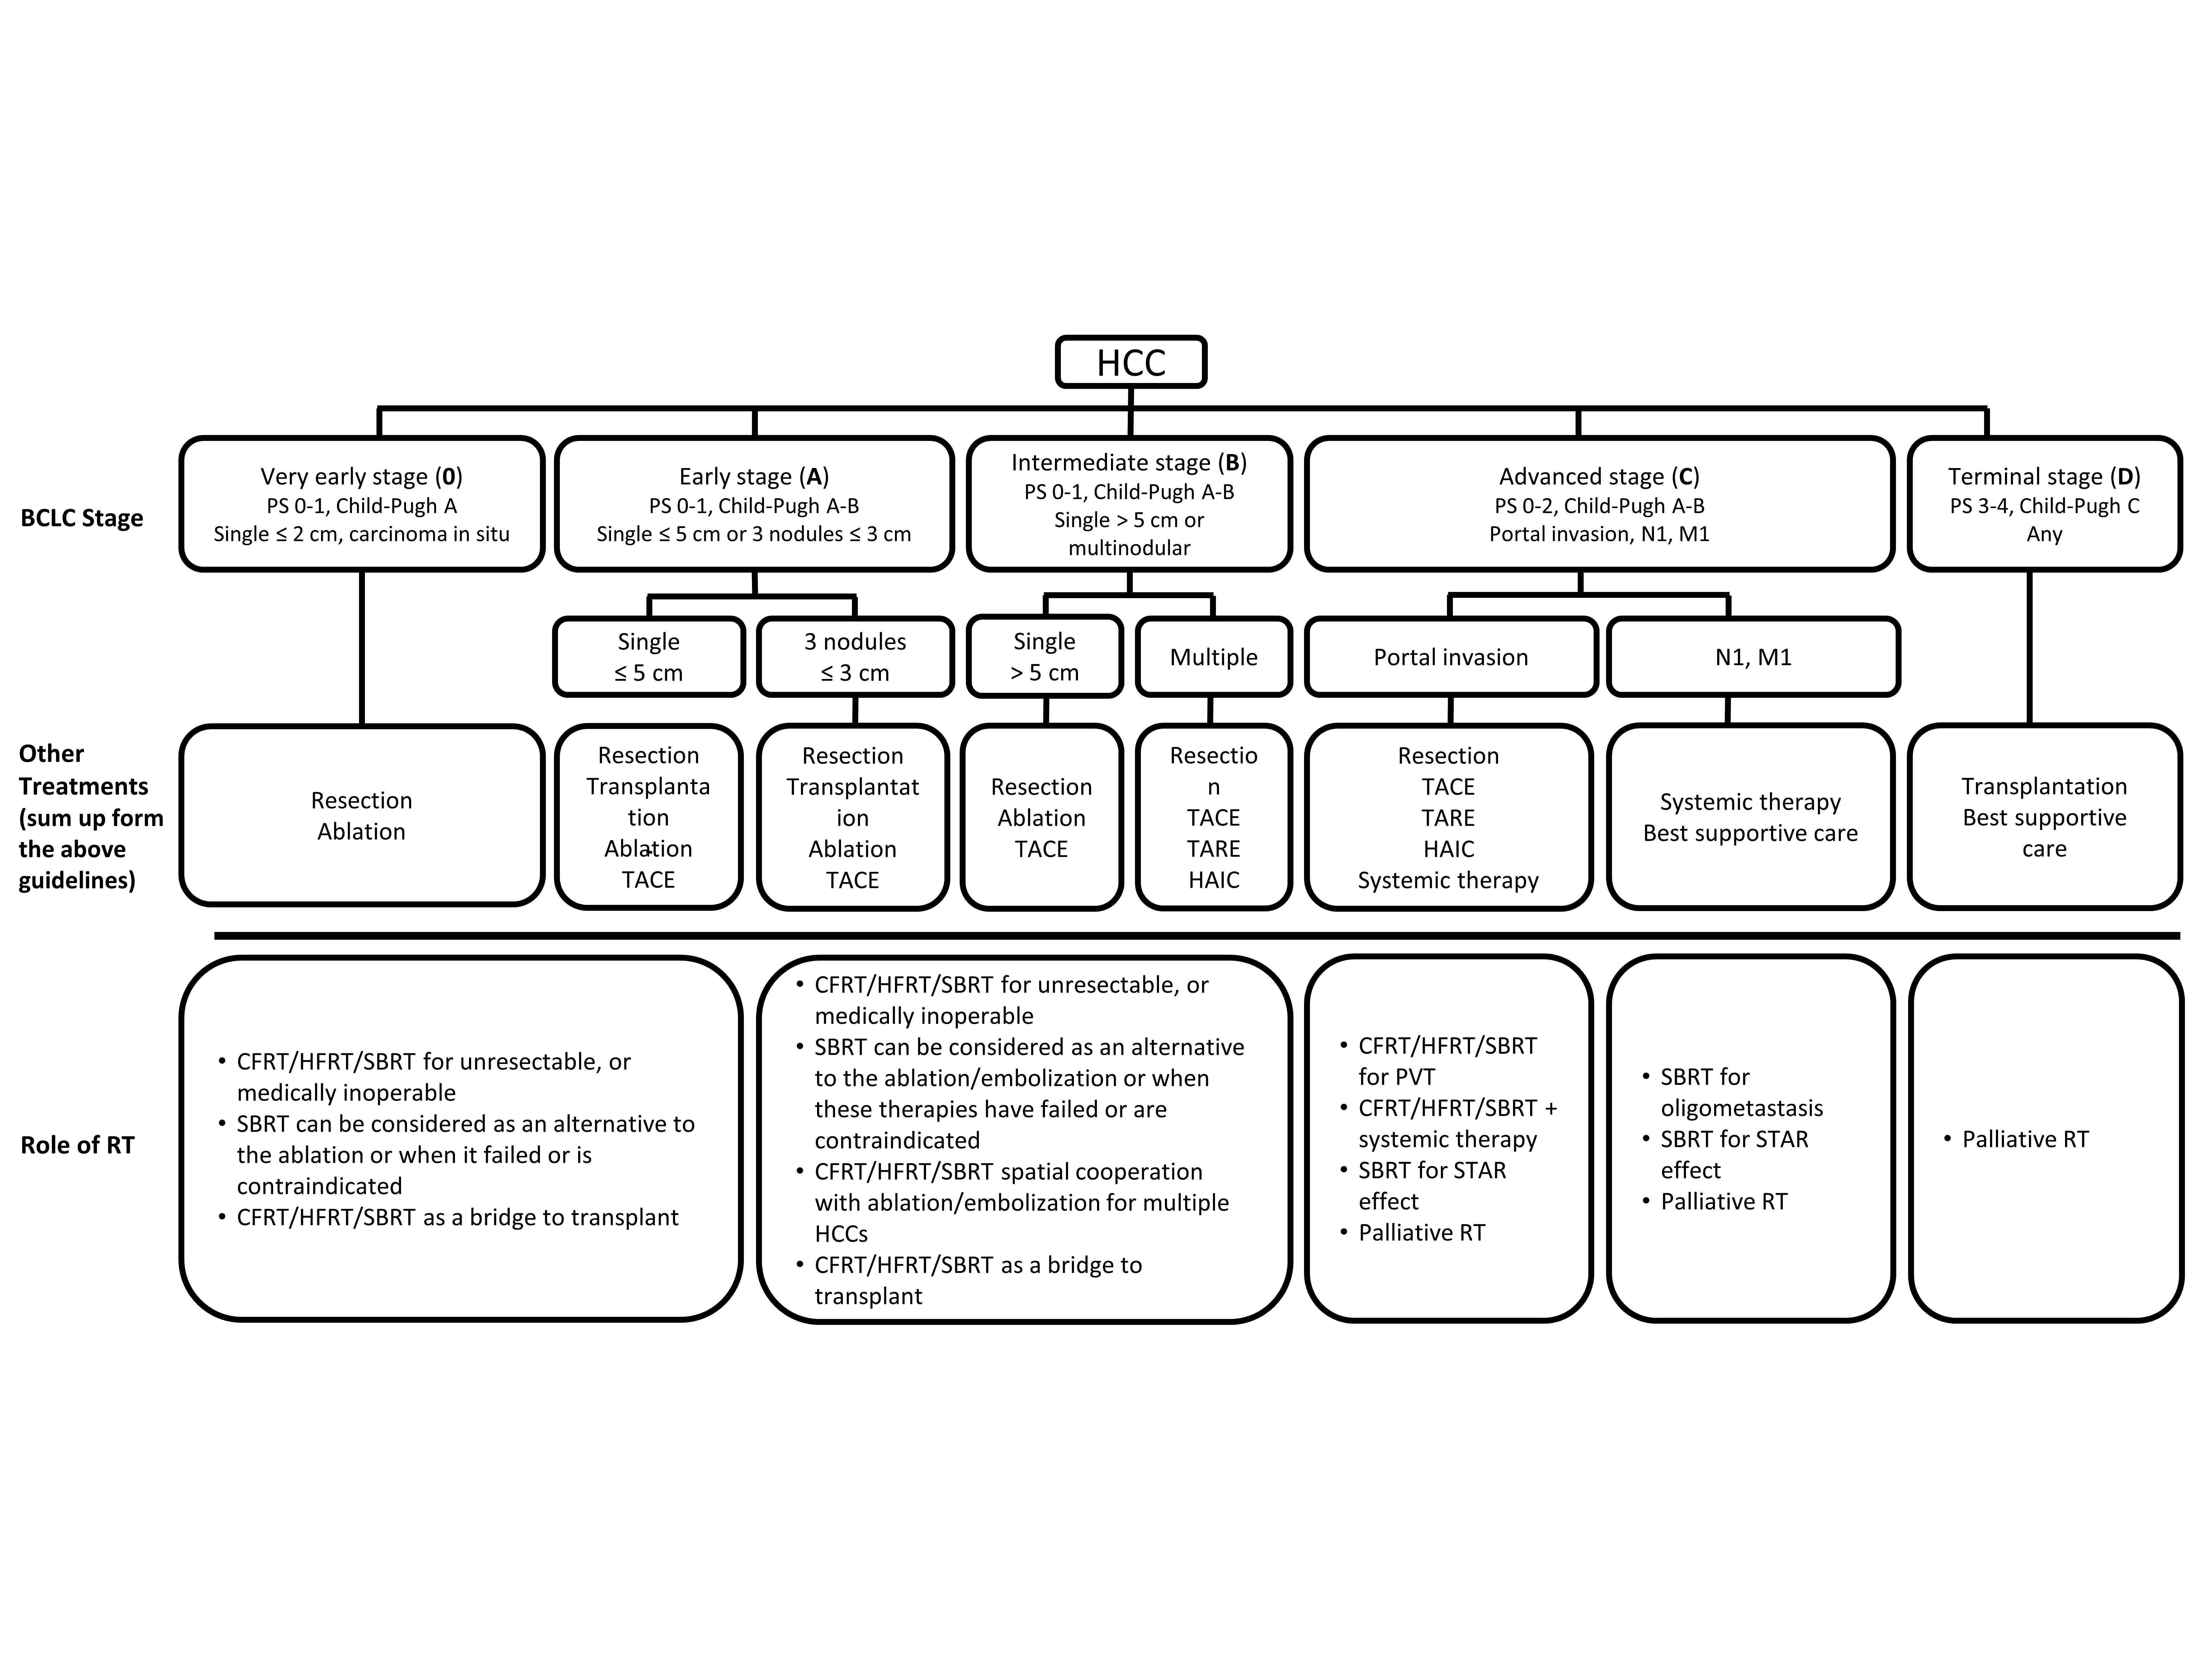 HCC
BCLC Stage
Very early stage (0)
PS 0-1, Child-Pugh A
Single ≤ 2 cm, carcinoma in situ
Early stage (A)
PS 0-1, Child-Pugh A-B
Single ≤ 5 cm or 3 nodules ≤ 3 cm
Intermediate stage (B)
PS 0-1, Child-Pugh A-B
Single > 5 cm or
multinodular
Advanced stage (C)
PS 0-2, Child-Pugh A-B
Portal invasion, N1, M1
Terminal stage (D)
PS 3-4, Child-Pugh C
Any
Single
≤ 5 cm
3 nodules
≤ 3 cm
Single
> 5 cm
Multiple
Portal invasion
N1, M1
Other
Treatments
(sum up form
the above
guidelines)
Resection
Ablation
Resection
Transplanta
tion
Ablation
TACE
Resection
Transplantat
ion
Ablation
TACE
Resection
Ablation
TACE
Resectio
n
TACE
TARE
HAIC
Resection
TACE
TARE
HAIC
Systemic therapy
Systemic therapy
Best supportive care
Transplantation
Best supportive
care
Role of RT
• CFRT/HFRT/SBRT for unresectable, or
medically inoperable
• SBRT can be considered as an alternative to
the ablation or when it failed or is
contraindicated
• CFRT/HFRT/SBRT as a bridge to transplant
• CFRT/HFRT/SBRT for unresectable, or
medically inoperable
• SBRT can be considered as an alternative
to the ablation/embolization or when
these therapies have failed or are
contraindicated
• CFRT/HFRT/SBRT spatial cooperation
with ablation/embolization for multiple
HCCs
• CFRT/HFRT/SBRT as a bridge to
transplant
• CFRT/HFRT/SBRT
for PVT
• CFRT/HFRT/SBRT +
systemic therapy
• SBRT for STAR
effect
• Palliative RT
• SBRT for
oligometastasis
• SBRT for STAR
effect
• Palliative RT
• Palliative RT